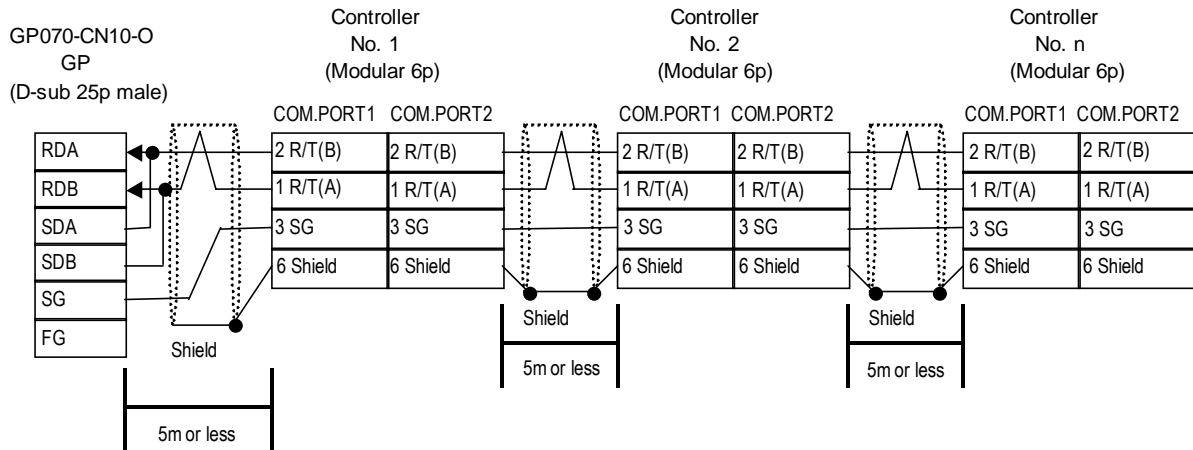 GP070-CN10-O
GP
(D-sub 25p male)
Controller
No. 1
(Modular 6p)
Controller
No. 2
(Modular 6p)
Controller
No. n
(Modular 6p)
COM.PORT1 COM.PORT2
COM.PORT1 COM.PORT2
COM.PORT1 COM.PORT2
RDA
RDB
SDA
SDB
SG
FG
2 R/T(B) 2 R/T(B)
1 R/T(A) 1 R/T(A)
3 SG 3 SG
6 Shield 6 Shield
2 R/T(B) 2 R/T(B)
1 R/T(A) 1 R/T(A)
3 SG 3 SG
6 Shield 6 Shield
2 R/T(B) 2 R/T(B)
1 R/T(A) 1 R/T(A)
3 SG 3 SG
6 Shield 6 Shield
Shield
Shield
Shield
5m or less
5m or less
5m or less